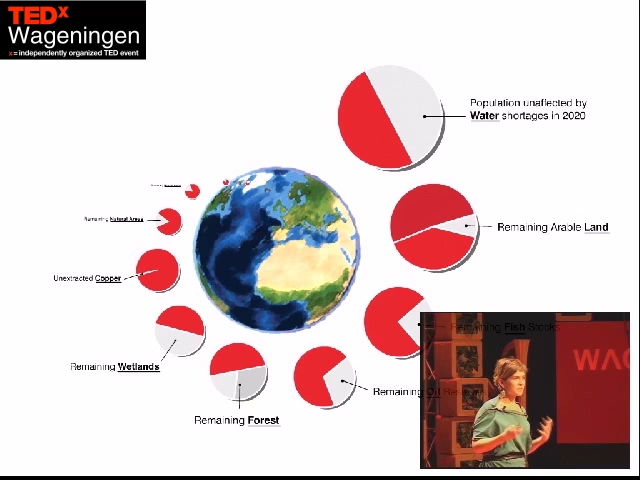 TEDx
Wageningen
x = independently organized TED event
Population unaffected by
Water shortages in 2020
Remaining Arable Land
Remaining Natural Areas
Unextracted Copper
Remaining Fish Stocks
Remaining Wetlands
Remaining Oil
Remaining Forest
WAG